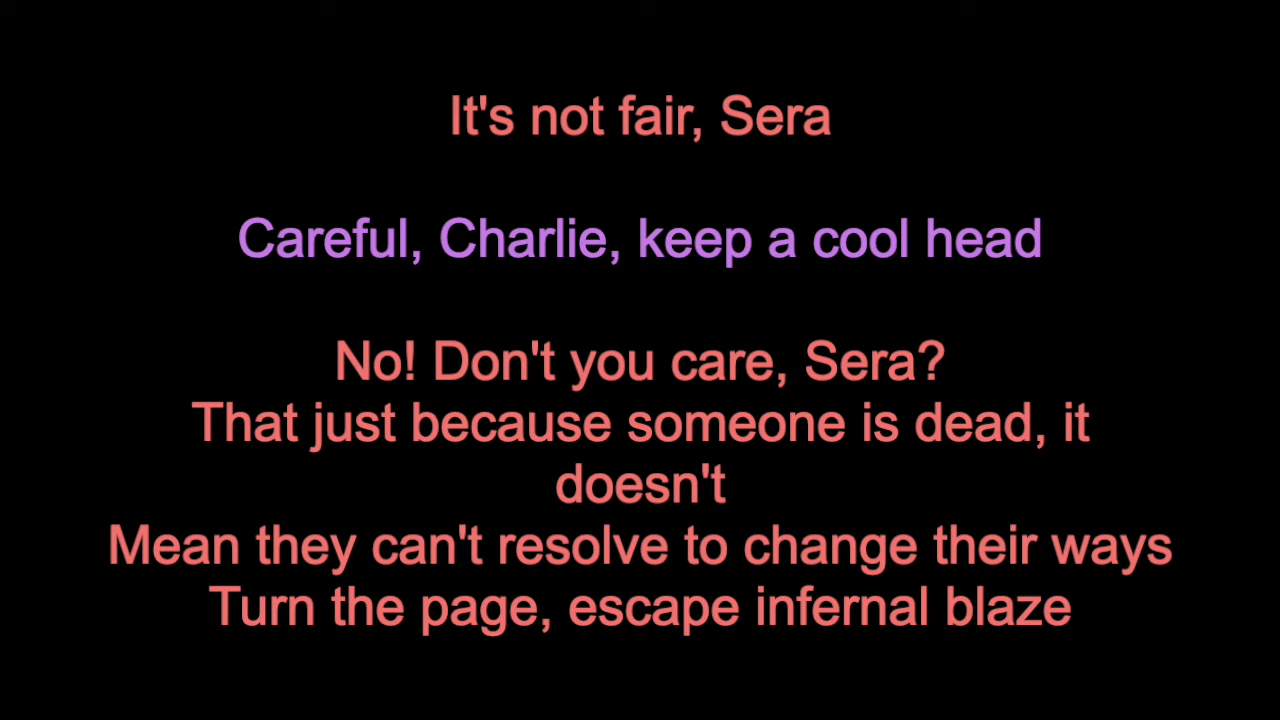 It's not fair, Sera
Careful, Charlie, keep a cool head
No! Don't you care, Sera?
That just because someone is dead, it
doesn't
Mean they can't resolve to change their ways
Turn the page, escape infernal blaze